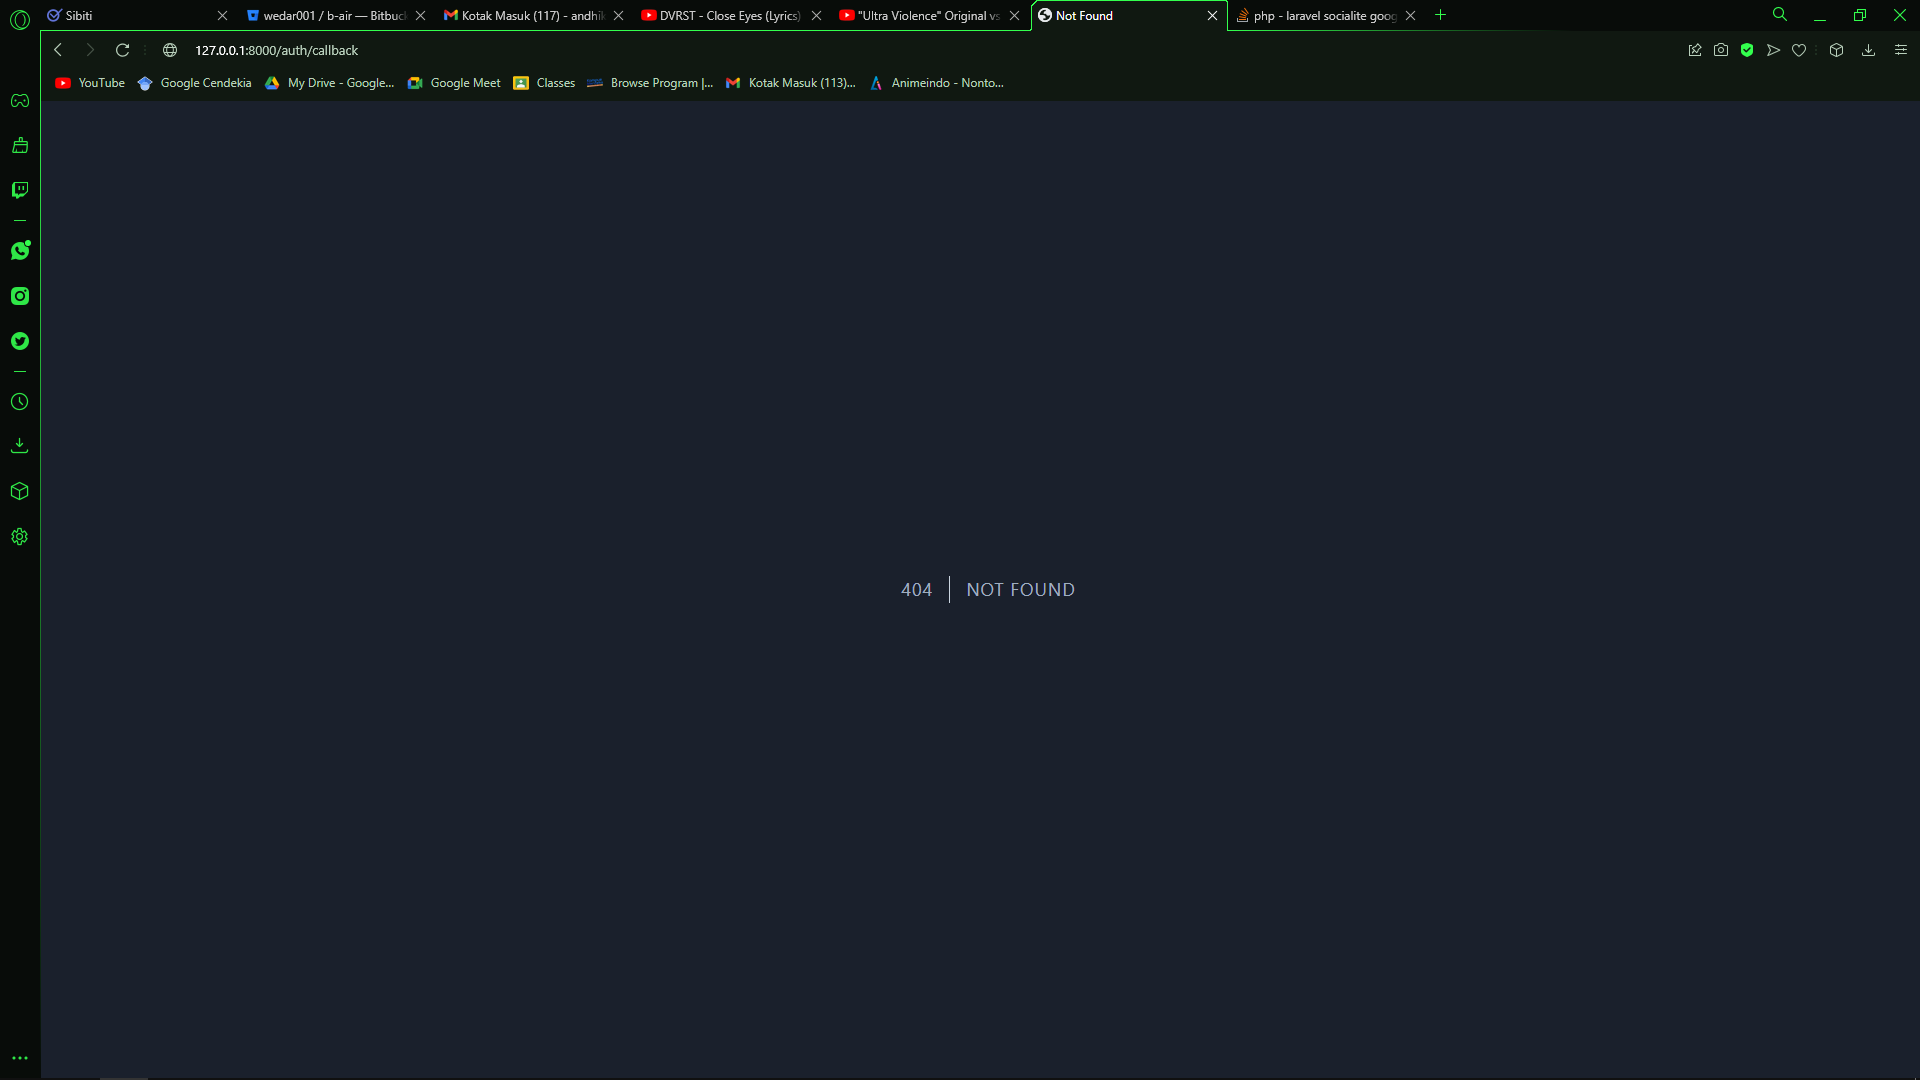 Sibiti
wedar001 / b-air — Bitbuck
Kotak Masuk (117) - andhik
DVRST - Close Eyes (Lyrics)
"Ultra Violence" Original vs
Not Found
php - laravel socialite goog
127.0.0.1:8000/auth/callback
YouTube
Google Cendekia
My Drive - Google...
Google Meet
Classes
Browse Program |...
Kotak Masuk (113)...
Animeindo - Nonto...
404
NOT FOUND